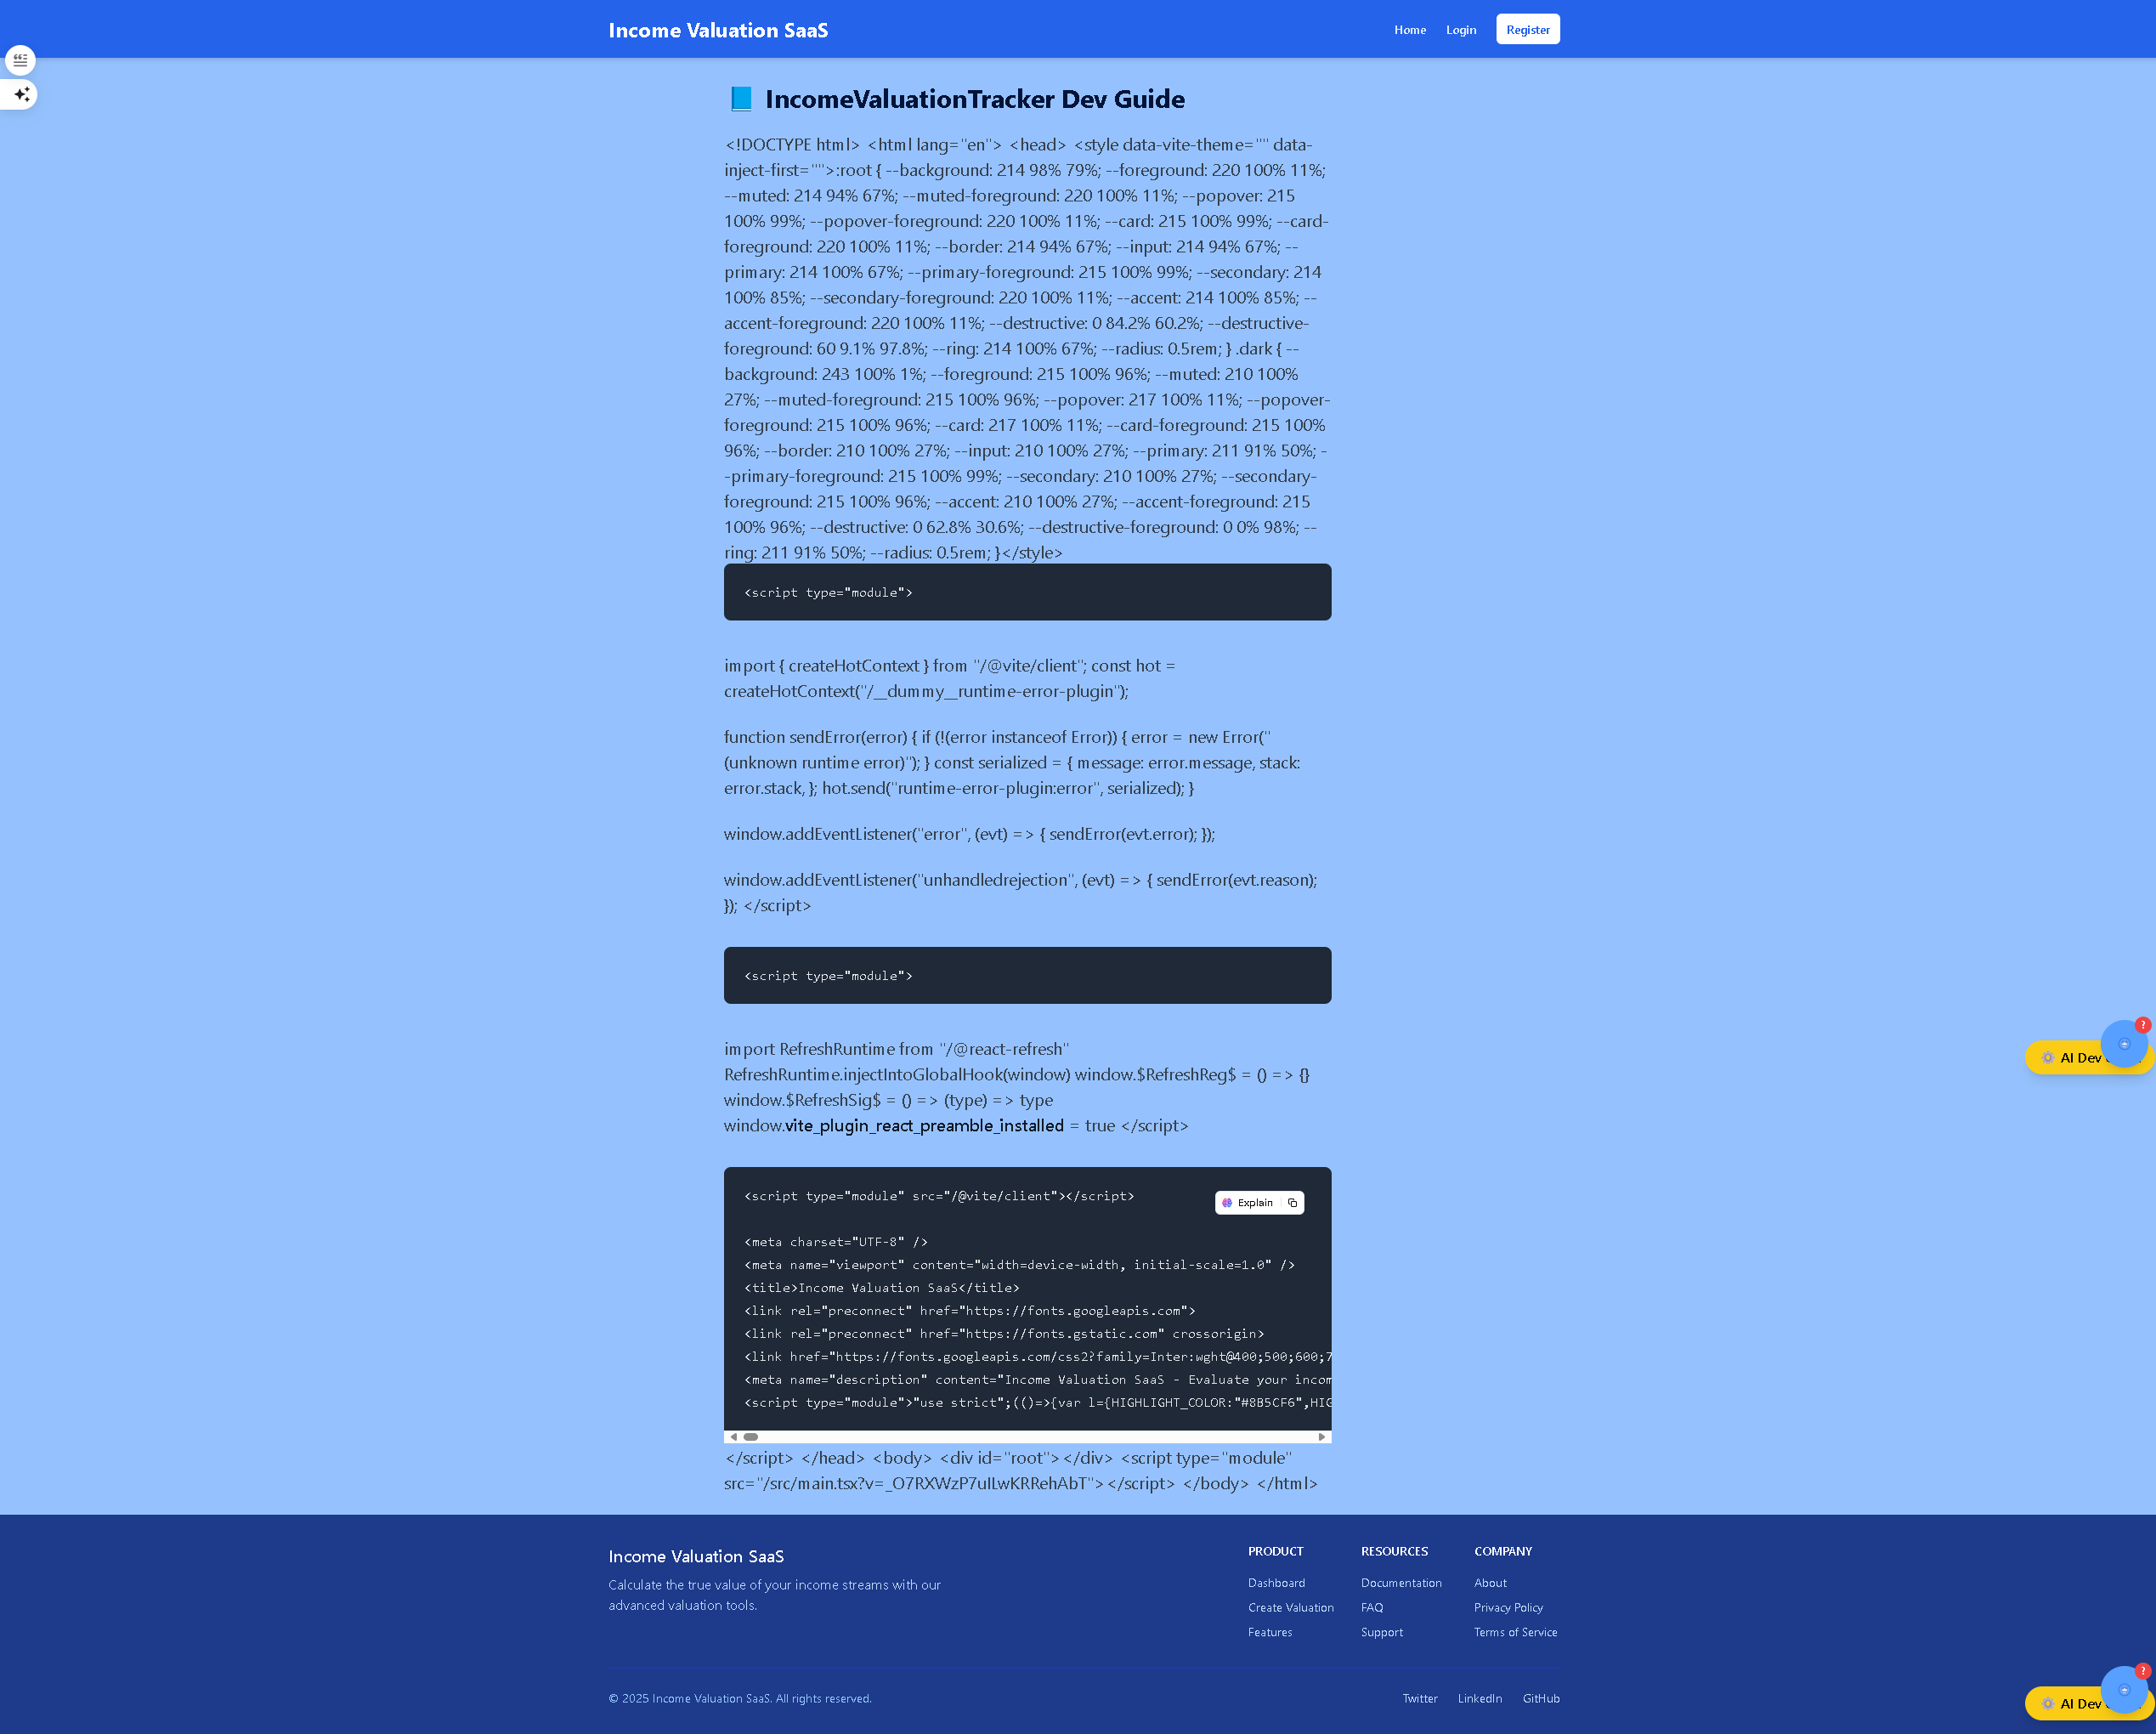 Income Valuation SaaS
Home Login Register
📘 IncomeValuationTracker Dev Guide
<!DOCTYPE html> <html lang="en"> <head> <style data-vite-theme="" data-
inject-first="">:root { --background: 214 98% 79%; --foreground: 220 100% 11%;
--muted: 214 94% 67%; --muted-foreground: 220 100% 11%; --popover: 215
100% 99%; --popover-foreground: 220 100% 11%; --card: 215 100% 99%; --card-
foreground: 220 100% 11%; --border: 214 94% 67%; --input: 214 94% 67%; --
primary: 214 100% 67%; --primary-foreground: 215 100% 99%; --secondary: 214
100% 85%; --secondary-foreground: 220 100% 11%; --accent: 214 100% 85%; --
accent-foreground: 220 100% 11%; --destructive: 0 84.2% 60.2%; --destructive-
foreground: 60 9.1% 97.8%; --ring: 214 100% 67%; --radius: 0.5rem; } .dark { --
background: 243 100% 1%; --foreground: 215 100% 96%; --muted: 210 100%
27%; --muted-foreground: 215 100% 96%; --popover: 217 100% 11%; --popover-
foreground: 215 100% 96%; --card: 217 100% 11%; --card-foreground: 215 100%
96%; --border: 210 100% 27%; --input: 210 100% 27%; --primary: 211 91% 50%; -
-primary-foreground: 215 100% 99%; --secondary: 210 100% 27%; --secondary-
foreground: 215 100% 96%; --accent: 210 100% 27%; --accent-foreground: 215
100% 96%; --destructive: 0 62.8% 30.6%; --destructive-foreground: 0 0% 98%; --
ring: 211 91% 50%; --radius: 0.5rem; }</style>
<script type="module">
import { createHotContext } from "/@vite/client"; const hot =
createHotContext("/__dummy__runtime-error-plugin");
function sendError(error) { if (!(error instanceof Error)) { error = new Error("
(unknown runtime error)"); } const serialized = { message: error.message, stack:
error.stack, }; hot.send("runtime-error-plugin:error", serialized); }
window.addEventListener("error", (evt) => { sendError(evt.error); });
window.addEventListener("unhandledrejection", (evt) => { sendError(evt.reason);
}); </script>
<script type="module">
import RefreshRuntime from "/@react-refresh"
RefreshRuntime.injectIntoGlobalHook(window) window.$RefreshReg$ = () => {}
window.$RefreshSig$ = () => (type) => type
window.vite_plugin_react_preamble_installed = true </script>
<script type="module" src="/@vite/client"></script>
Explain
<meta charset="UTF-8" />
<meta name="viewport" content="width=device-width, initial-scale=1.0" />
<title>Income Valuation SaaS</title>
<link rel="preconnect" href="https://fonts.googleapis.com">
<link rel="preconnect" href="https://fonts.gstatic.com" crossorigin>
<link href="https://fonts.googleapis.com/css2?family=Inter:wght@400;500;600;7
<meta name="description" content="Income Valuation SaaS - Evaluate your incom
<script type="module">"use strict";(()=>{var l={HIGHLIGHT_COLOR:"#8B5CF6",HIG
</script> </head> <body> <div id="root"></div> <script type="module"
src="/src/main.tsx?v=_O7RXWzP7uILwKRRehAbT"></script> </body> </html>
?
AI Dev
Income Valuation SaaS
Calculate the true value of your income streams with our
advanced valuation tools.
PRODUCT
Dashboard
Create Valuation
Features
RESOURCES
Documentation
FAQ
Support
COMPANY
About
Privacy Policy
Terms of Service
© 2025 Income Valuation SaaS. All rights reserved.
Twitter LinkedIn GitHub
?
AI Dev